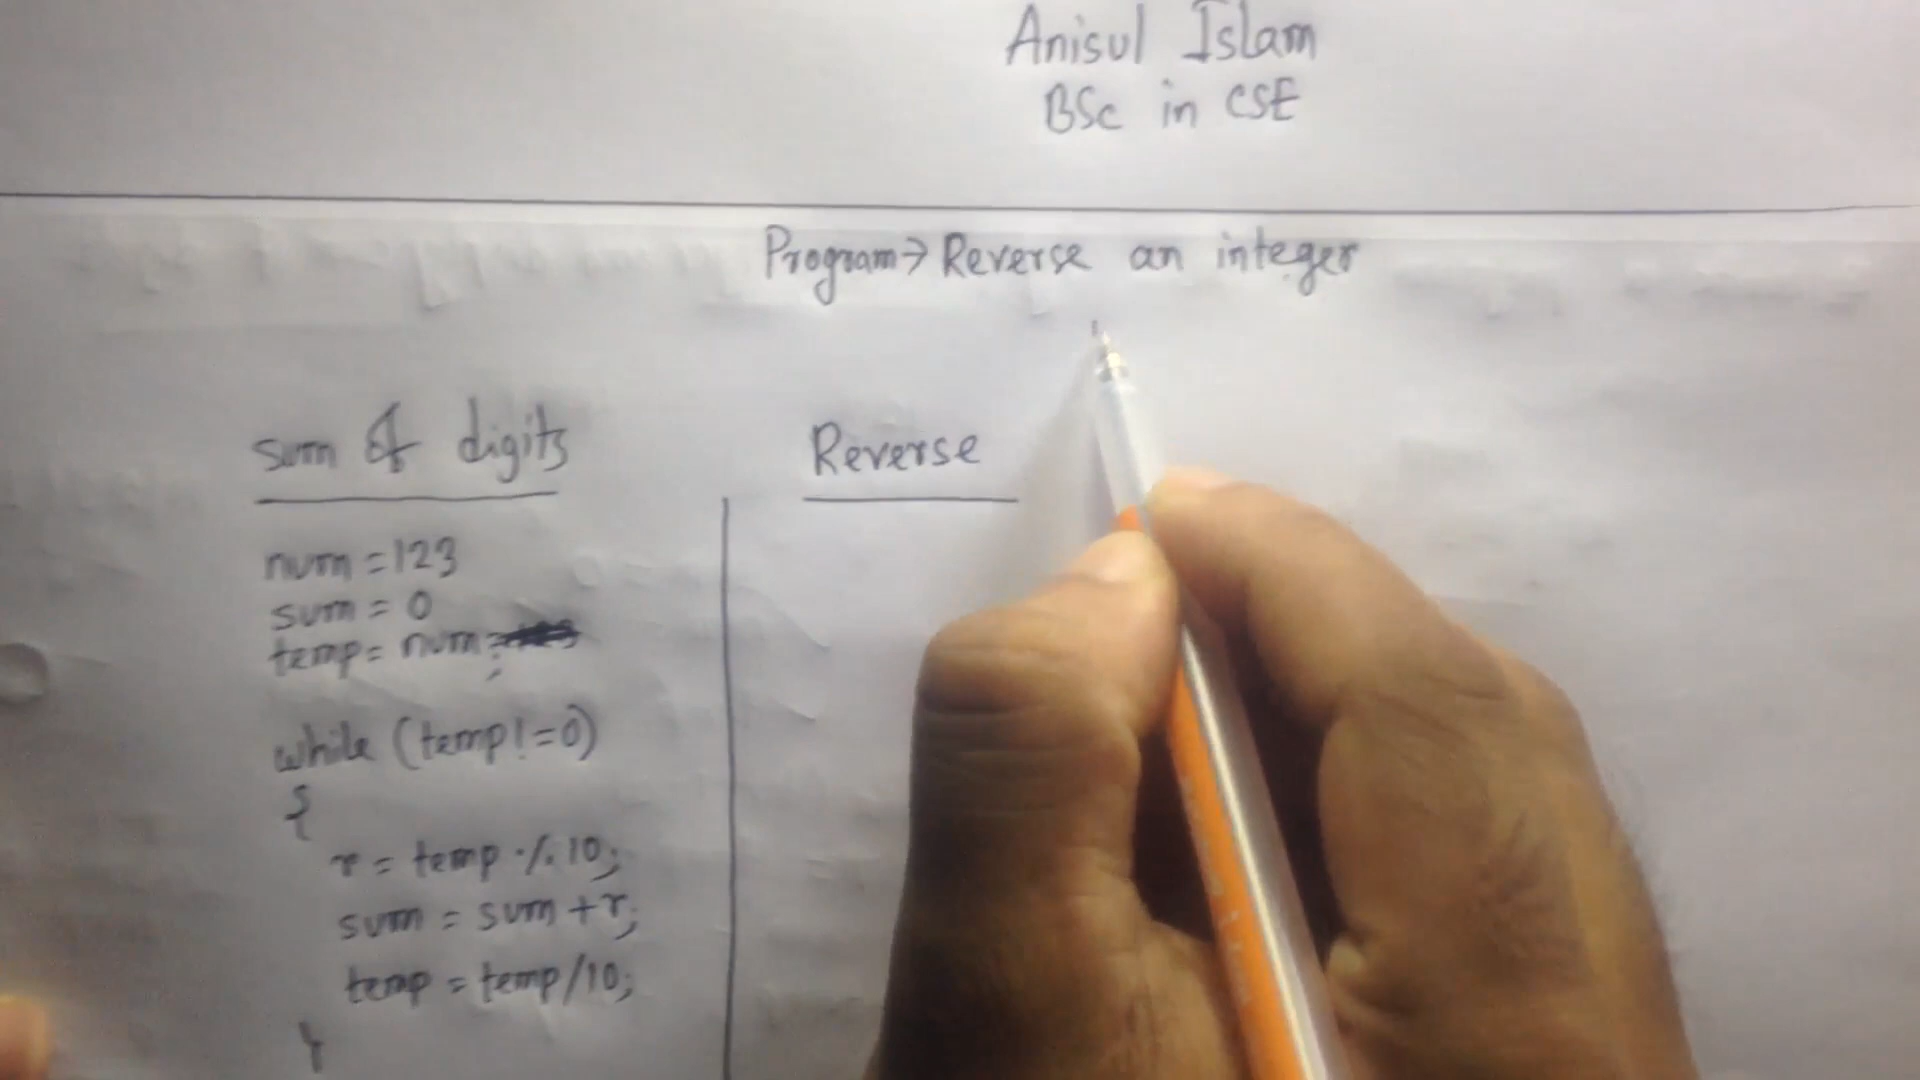 Anisul Islam
BSc in CSE
Program→Reverse an integer
sum of digits
num=123
sum = 0
temp= num;
while (temp!=0)
{
r = temp % 10;
sum = sum + r;
temp = temp/10;
}
Reverse